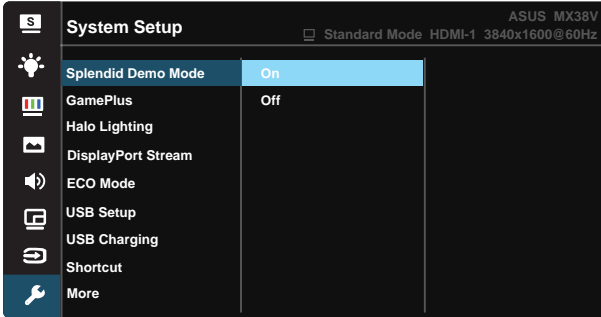 S
System Setup
ASUS MX38V
Standard Mode HDMI-1 3840x1600@60Hz
Splendid Demo Mode On
GamePlus Off
Halo Lighting
DisplayPort Stream
ECO Mode
USB Setup
USB Charging
Shortcut
More